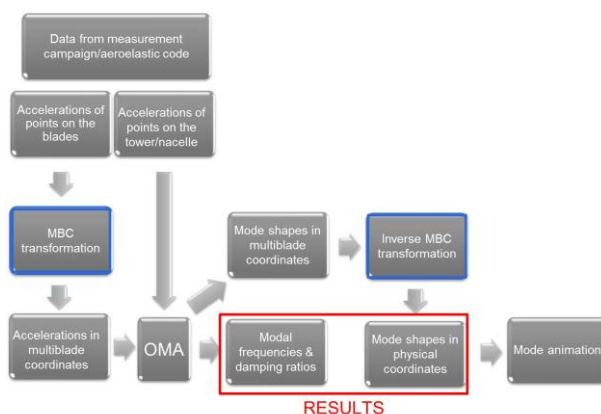 Data from measurement
campaign/aeroelastic code
Accelerations of
points on the
blades
Accelerations of
points on the
tower/nacelle
MBC
transformation
Mode shapes in
multiblade
coordinates
Inverse MBC
transformation
Accelerations in
multiblade
coordinates
OMA
Modal
frequencies &
damping ratios
Mode shapes in
physical
coordinates
Mode animation
RESULTS